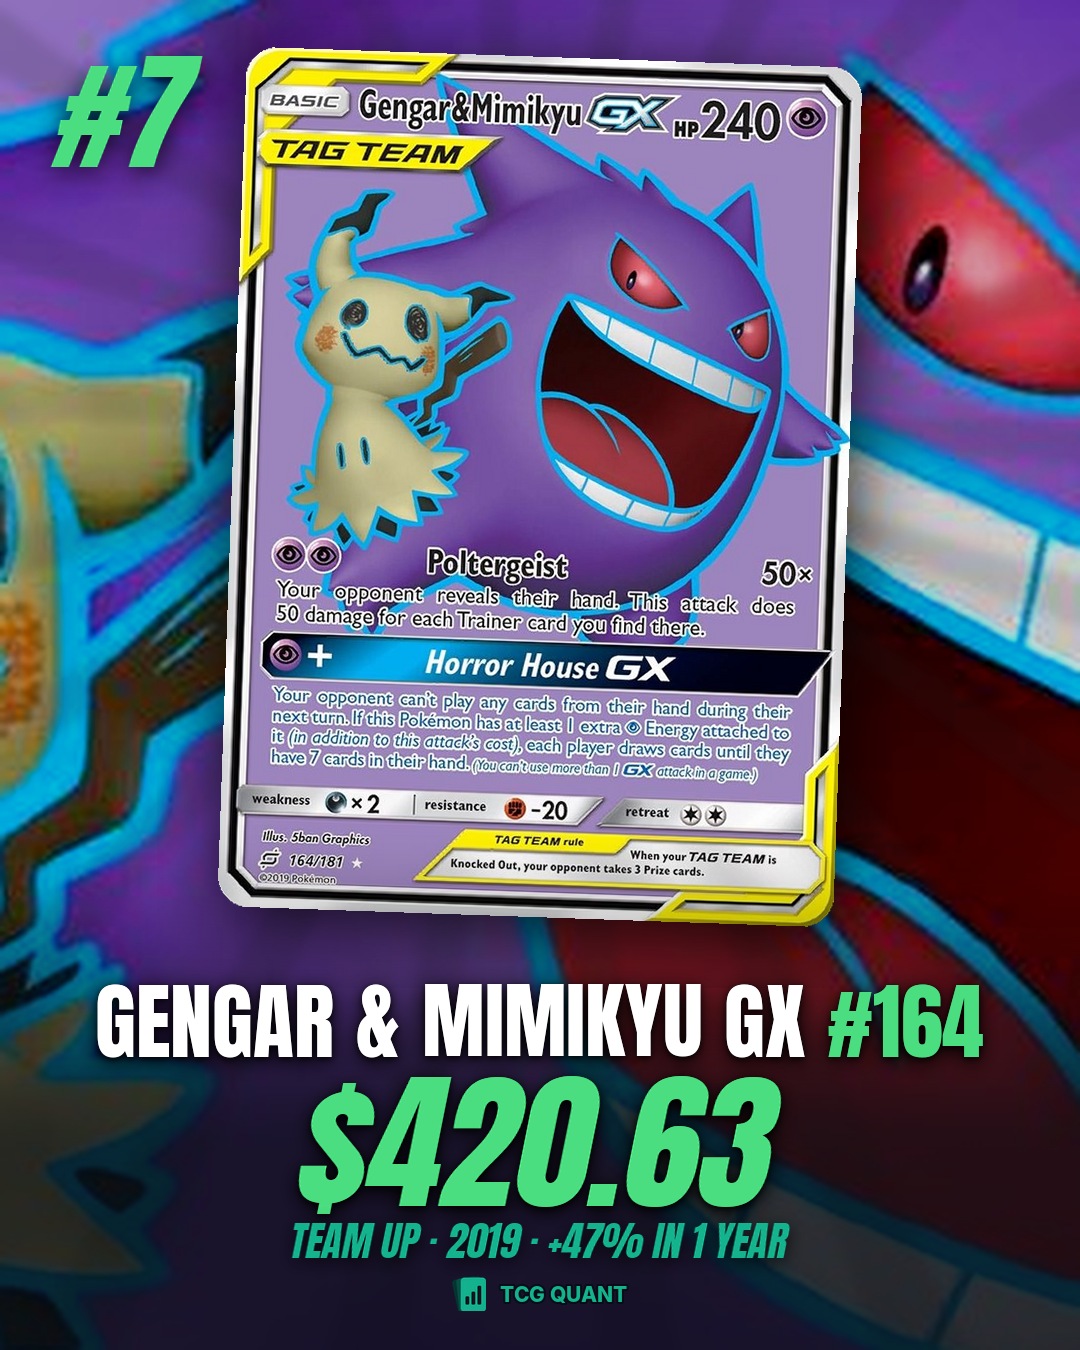 #7
BASIC Gengar&Mimikyu GX HP 240
TAG TEAM
Poltergeist 50×
Your opponent reveals their hand. This attack does
50 damage for each Trainer card you find there.
+ Horror House GX
Your opponent can't play any cards from their hand during their
next turn. If this Pokémon has at least 1 extra Energy attached to
it (in addition to this attack's cost), each player draws cards until they
have 7 cards in their hand. (You can't use more than 1 GX attack in a game.)
weakness ×2 resistance -20 retreat
Illus. 5ban Graphics
164/181
©2019 Pokémon
TAG TEAM rule
When your TAG TEAM is
Knocked Out, your opponent takes 3 Prize cards.
GENGAR & MIMIKYU GX #164
$420.63
TEAM UP · 2019 · +47% IN 1 YEAR
TCG QUANT